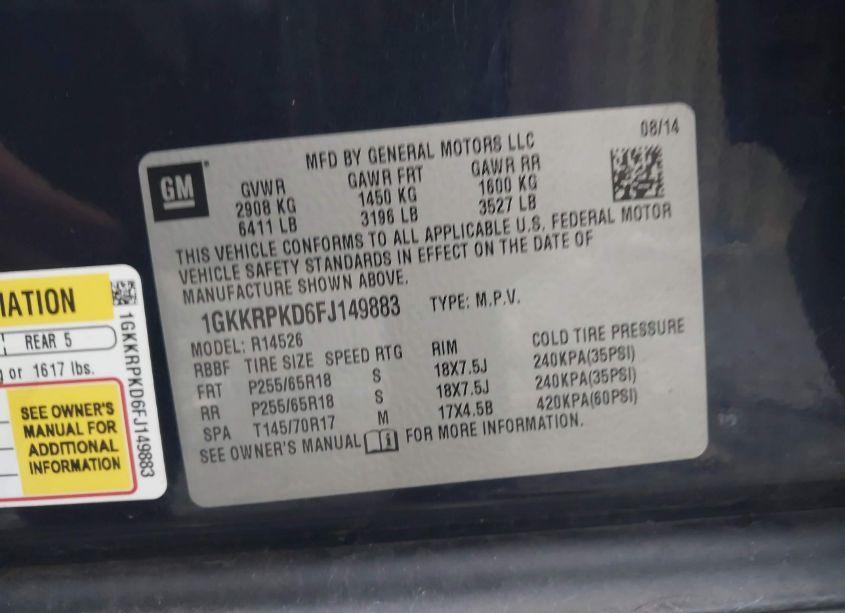 08/14
MFD BY GENERAL MOTORS LLC
GM
GVWR GAWR FRT GAWR RR
2908 KG 1450 KG 1600 KG
6411 LB 3196 LB 3527 LB
THIS VEHICLE CONFORMS TO ALL APPLICABLE U.S. FEDERAL MOTOR
VEHICLE SAFETY STANDARDS IN EFFECT ON THE DATE OF
MANUFACTURE SHOWN ABOVE.
1GKKRPKD6FJ149883 TYPE: M.P.V.
MODEL: R14526
RBBF TIRE SIZE SPEED RTG RIM COLD TIRE PRESSURE
FRT P255/65R18 S 18X7.5J 240KPA(35PSI)
RR P255/65R18 S 18X7.5J 240KPA(35PSI)
SPA T145/70R17 M 17X4.5B 420KPA(60PSI)
SEE OWNER'S MANUAL FOR MORE INFORMATION.
REAR 5
or 1617 lbs.
SEE OWNER'S
MANUAL FOR
ADDITIONAL
INFORMATION
1GKKRPKD6FJ149883